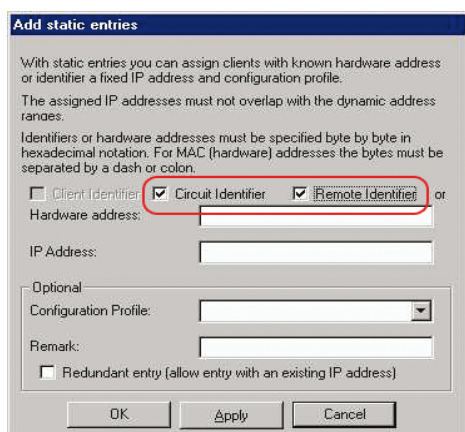 Add static entries
With static entries you can assign clients with known hardware address
or identifier a fixed IP address and configuration profile.
The assigned IP addresses must not overlap with the dynamic address
ranges.
Identifiers or hardware addresses must be specified byte by byte in
hexadecimal notation. For MAC (hardware) addresses the bytes must be
separated by a dash or colon.
Client Identifier Circuit Identifier Remote Identifier or
Hardware address:
IP Address:
Optional
Configuration Profile:
Remark:
Redundant entry (allow entry with an existing IP address)
OK Apply Cancel